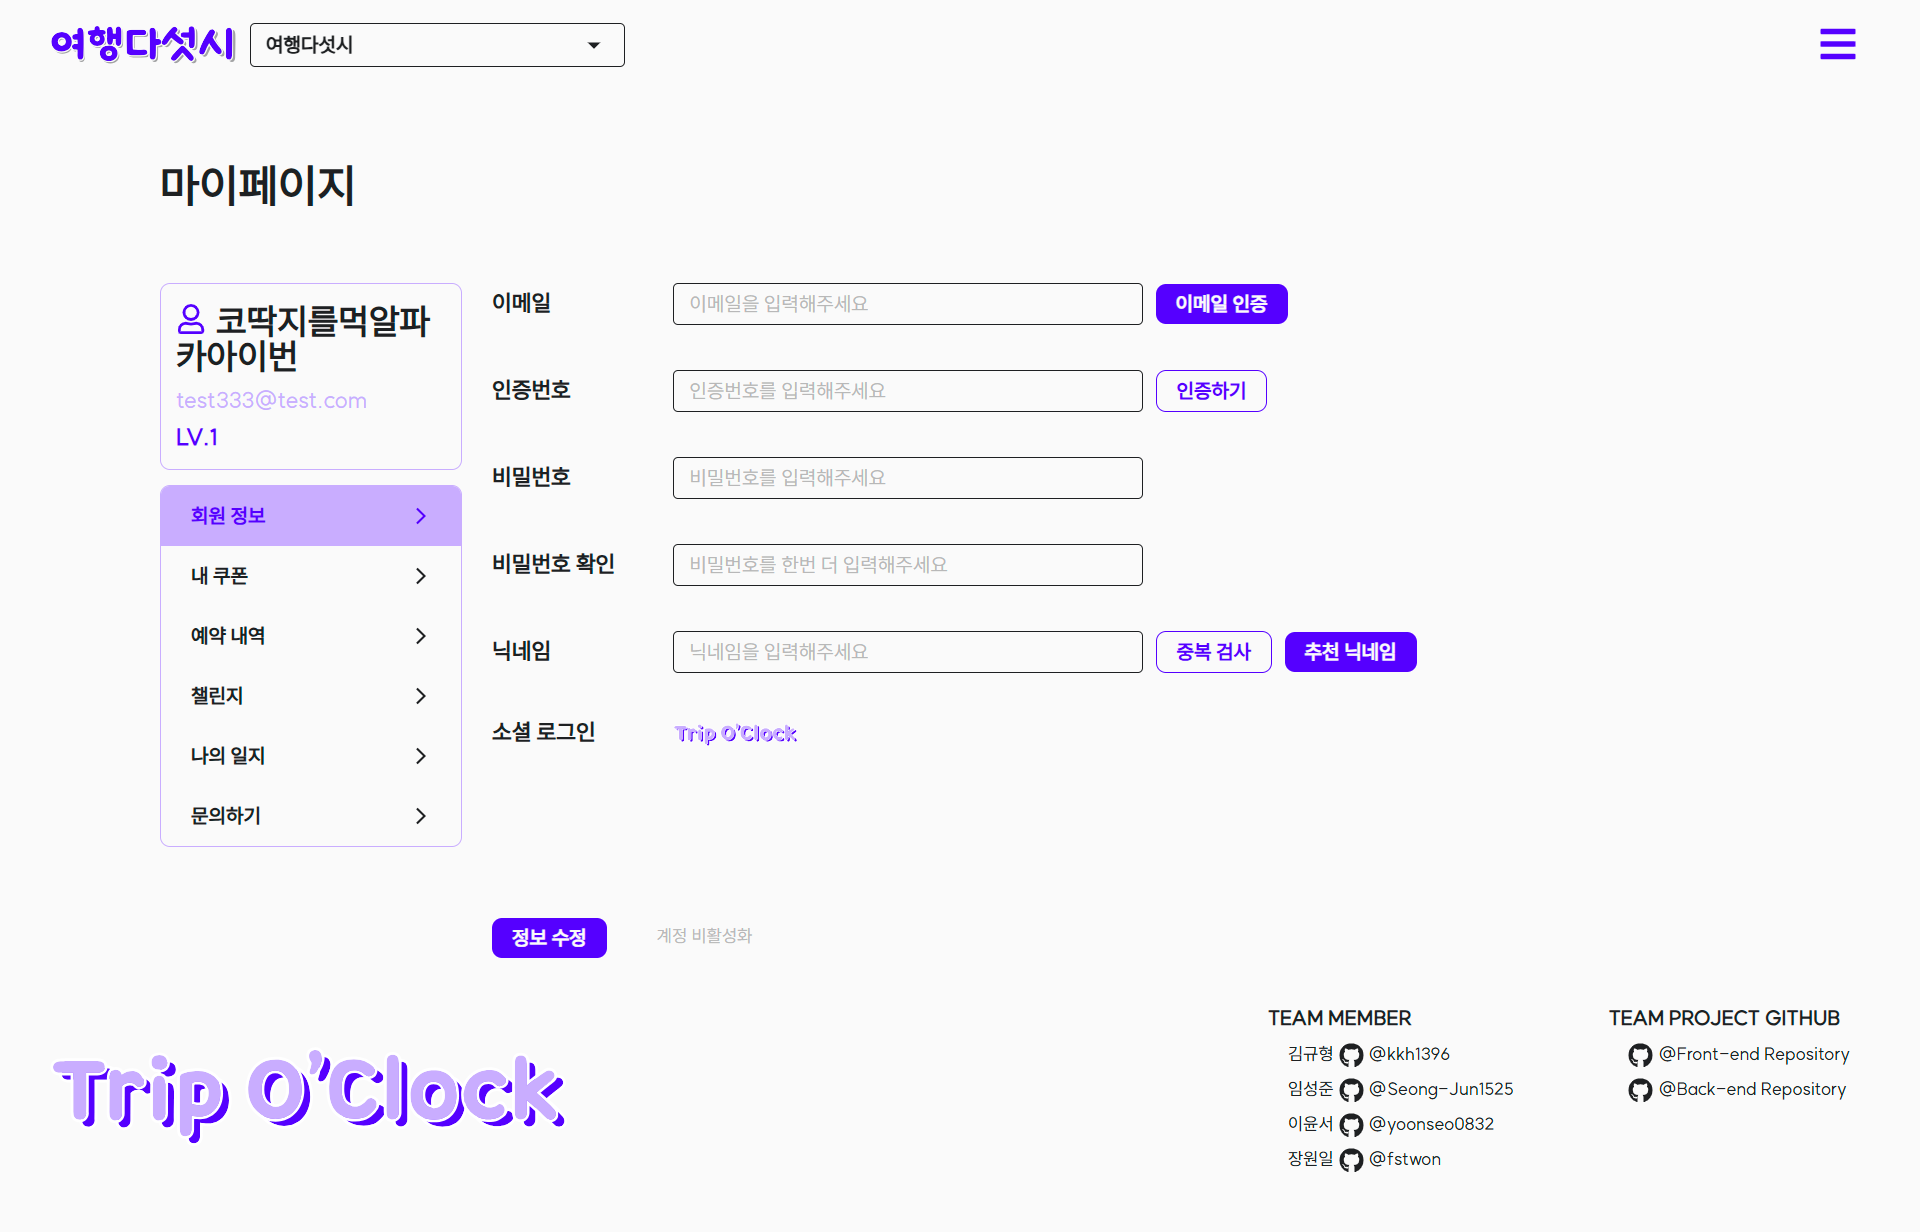 여행다섯시
여행다섯시
마이페이지
코딱지를먹알파
카아이번
test333@test.com
LV.1
회원 정보
내 쿠폰
예약 내역
챌린지
나의 일지
문의하기
이메일
이메일을 입력해주세요
이메일 인증
인증번호
인증번호를 입력해주세요
인증하기
비밀번호
비밀번호를 입력해주세요
비밀번호 확인
비밀번호를 한번 더 입력해주세요
닉네임
닉네임을 입력해주세요
중복 검사
추천 닉네임
소셜 로그인
Trip O'Clock
정보 수정
계정 비활성화
Trip O'Clock
TEAM MEMBER
김규형 @kkh1396
임성준 @Seong-Jun1525
이윤서 @yoonseo0832
장원일 @fstwon
TEAM PROJECT GITHUB
@Front-end Repository
@Back-end Repository